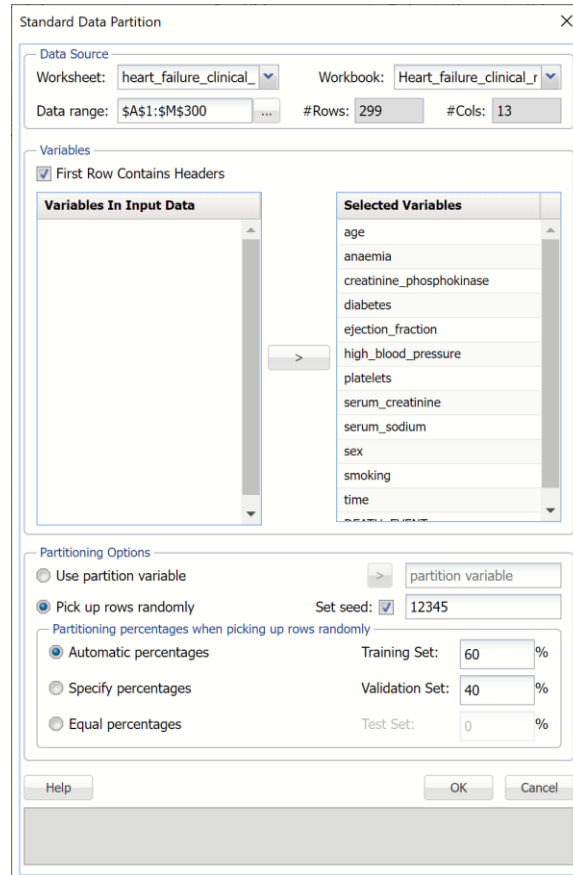 Standard Data Partition
Data Source
Worksheet: heart_failure_clinical_ Workbook: Heart_failure_clinical_r
Data range: $A$1:$M$300 ... #Rows: 299 #Cols: 13
Variables
First Row Contains Headers
Variables In Input Data Selected Variables
age
anaemia
creatinine_phosphokinase
diabetes
ejection_fraction
high_blood_pressure
>
platelets
serum_creatinine
serum_sodium
sex
smoking
time
DEATH_EVENT
Partitioning Options
Use partition variable > partition variable
Pick up rows randomly Set seed: 12345
Partitioning percentages when picking up rows randomly
Automatic percentages Training Set: 60 %
Specify percentages Validation Set: 40 %
Equal percentages Test Set: 0 %
Help OK Cancel